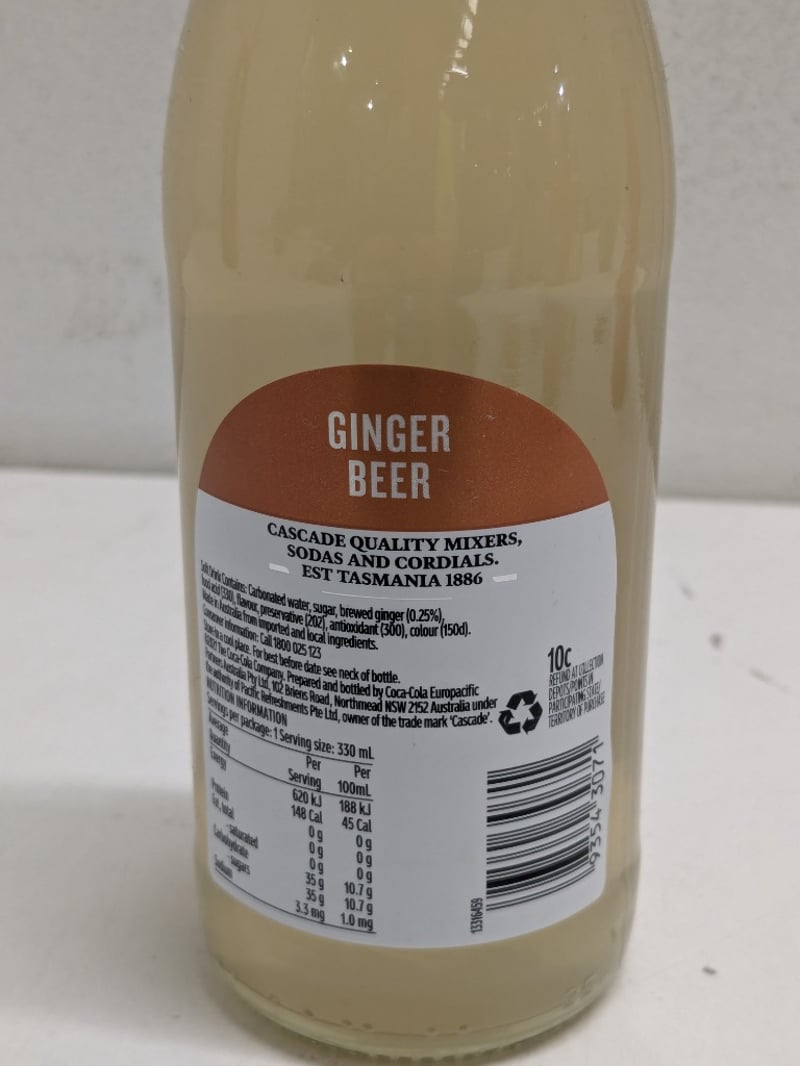 GINGER
BEER
CASCADE QUALITY MIXERS,
SODAS AND CORDIALS.
EST TASMANIA 1886
Soft Drink Contains: Carbonated water, sugar, brewed ginger (0.25%),
food acid (330), flavour, preservative (202), antioxidant (300), colour (150d).
Made in Australia from imported and local ingredients.
Consumer information: Call 1800 025 123
Store in a cool place. For best before date see neck of bottle.
©2021 The Coca-Cola Company. Prepared and bottled by Coca-Cola Europacific
Partners Australia Pty Ltd, 102 Briens Road, Northmead NSW 2152 Australia under
the authority of Pacific Refreshments Pte Ltd, owner of the trade mark 'Cascade'.
NUTRITION INFORMATION
Servings per package: 1 Serving size: 330 mL
Average Per Per
Quantity Serving 100mL
Energy 620 kJ 188 kJ
148 Cal 45 Cal
Protein 0 g 0 g
Fat, total 0 g 0 g
- saturated 0 g 0 g
Carbohydrate 35 g 10.7 g
- sugars 35 g 10.7 g
Sodium 3.3 mg 1.0 mg
10c
REFUND AT COLLECTION
DEPOTS/POINTS IN
PARTICIPATING STATE/
TERRITORY OF PURCHASE
9354 3071
13316459